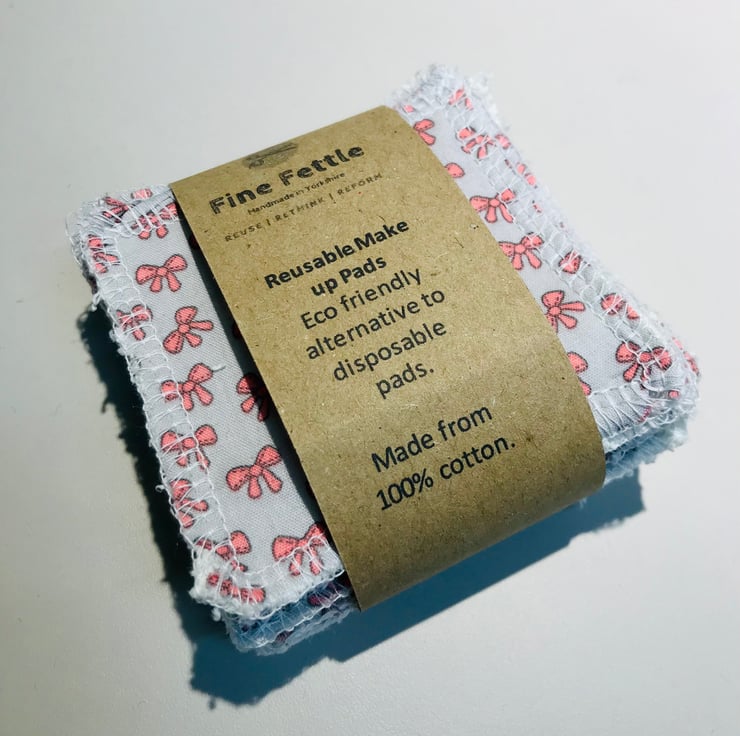 Fine Fettle
Handmade in Yorkshire
REUSE | RETHINK | REFORM
Reusable Make
up Pads
Eco friendly
alternative to
disposable
pads.
Made from
100% cotton.